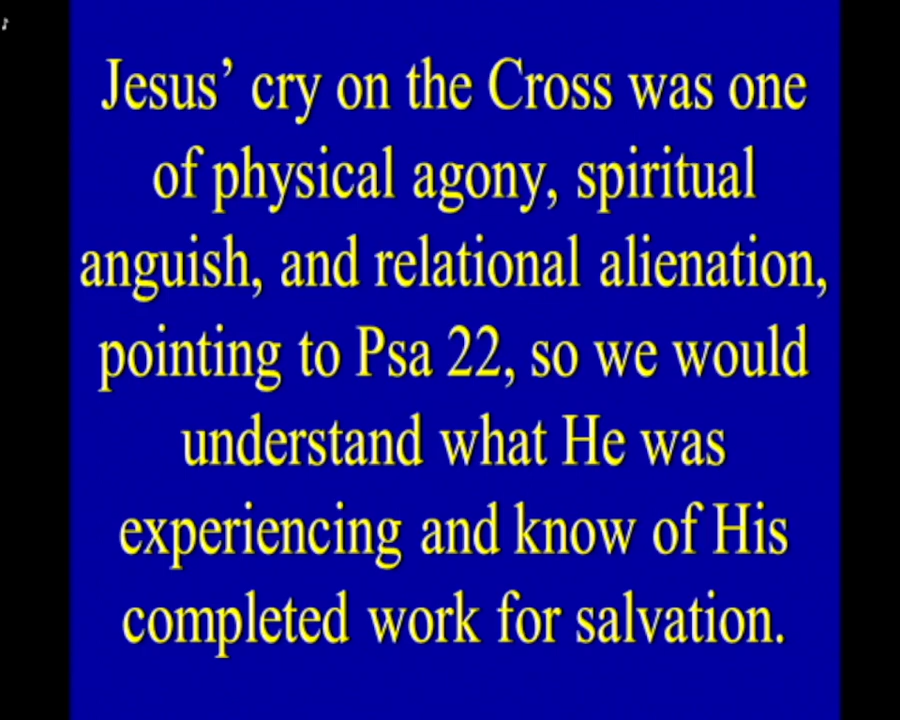 Jesus’ cry on the Cross was one
of physical agony, spiritual
anguish, and relational alienation,
pointing to Psa 22, so we would
understand what He was
experiencing and know of His
completed work for salvation.